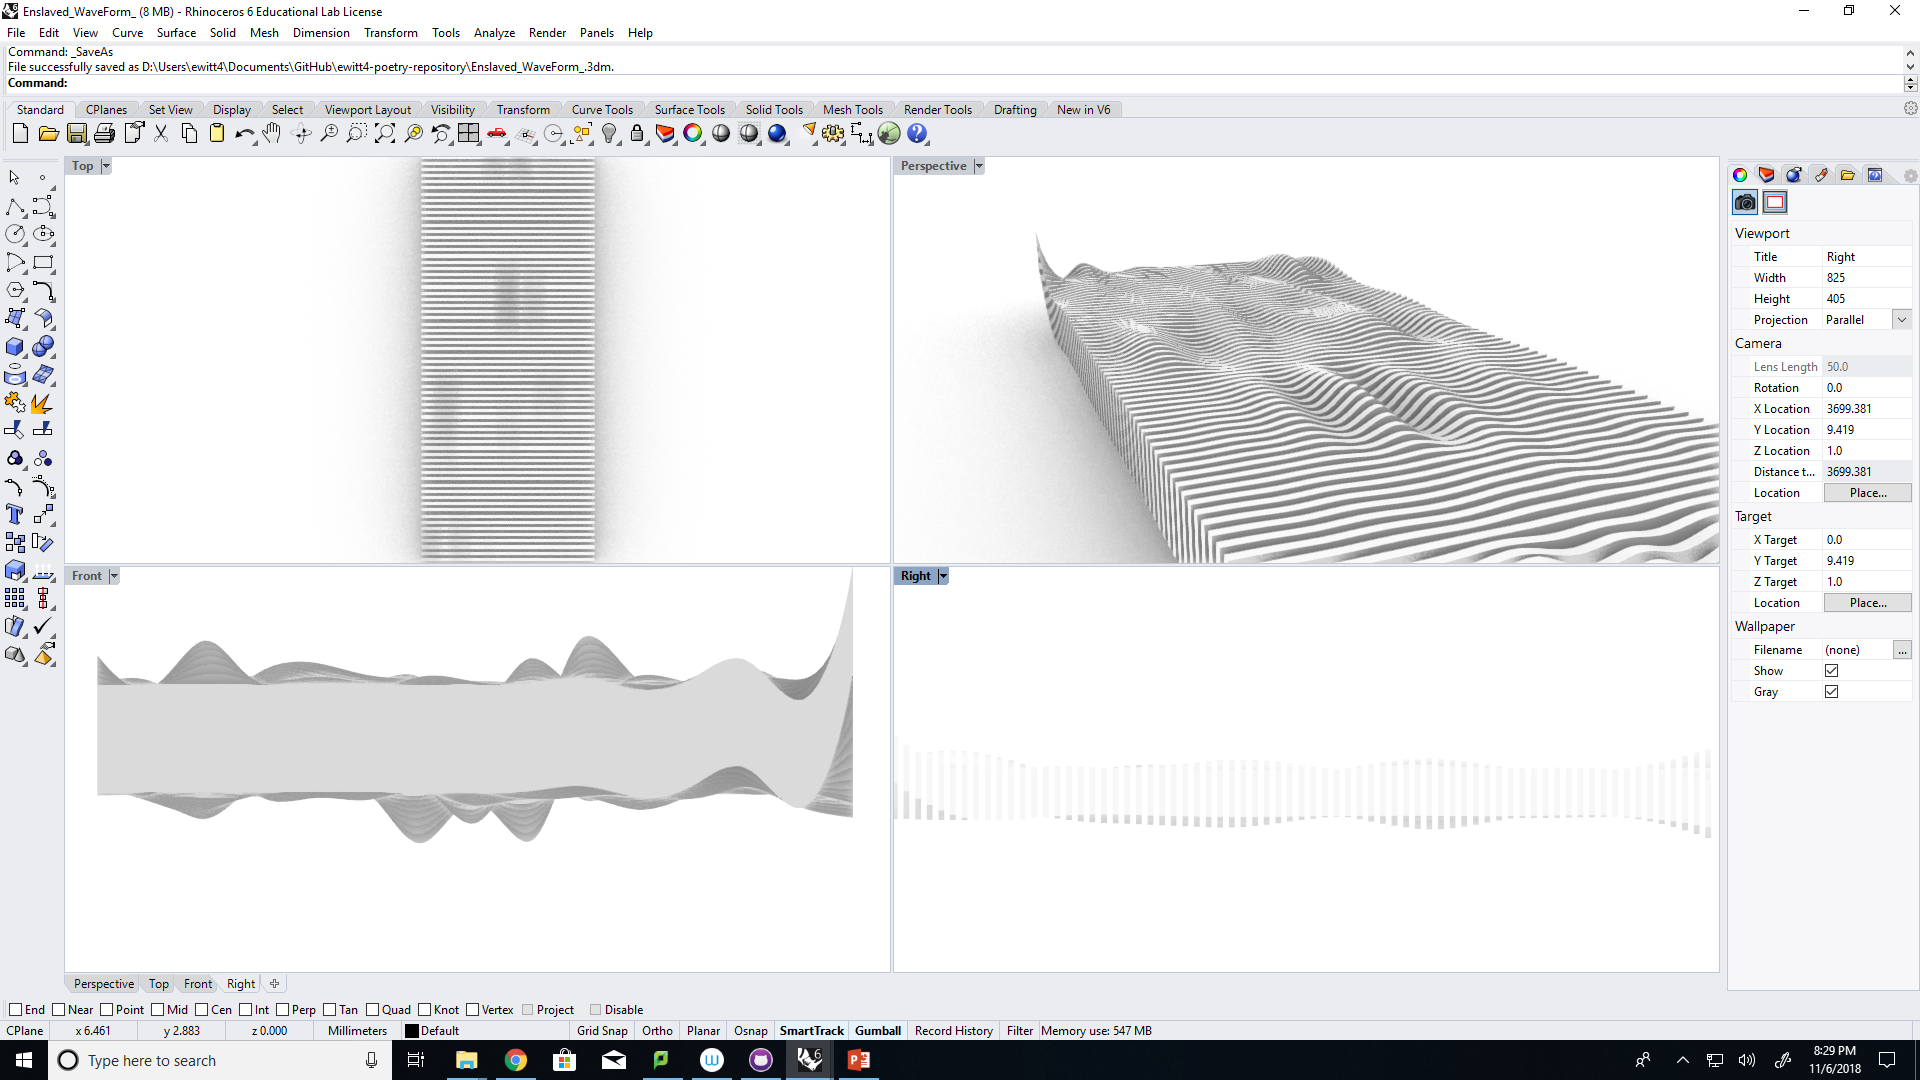 Enslaved_WaveForm_ (8 MB) - Rhinoceros 6 Educational Lab License
File Edit View Curve Surface Solid Mesh Dimension Transform Tools Analyze Render Panels Help
Command: _SaveAs
File successfully saved as D:\Users\ewitt4\Documents\GitHub\ewitt4-poetry-repository\Enslaved_WaveForm_.3dm.
Command:
Standard CPlanes Set View Display Select Viewport Layout Visibility Transform Curve Tools Surface Tools Solid Tools Mesh Tools Render Tools Drafting New in V6
Top
Perspective
Viewport
Title Right
Width 825
Height 405
Projection Parallel
Camera
Lens Length 50.0
Rotation 0.0
X Location 3699.381
Y Location 9.419
Z Location 1.0
Distance t... 3699.381
Location Place...
Target
X Target 0.0
Y Target 9.419
Z Target 1.0
Location Place...
Wallpaper
Filename (none) ...
Show
Gray
Front
Right
Perspective Top Front Right
End Near Point Mid Cen Int Perp Tan Quad Knot Vertex Project Disable
CPlane x 6.461 y 2.883 z 0.000 Millimeters Default Grid Snap Ortho Planar Osnap SmartTrack Gumball Record History Filter Memory use: 547 MB
Type here to search
8:29 PM
11/6/2018